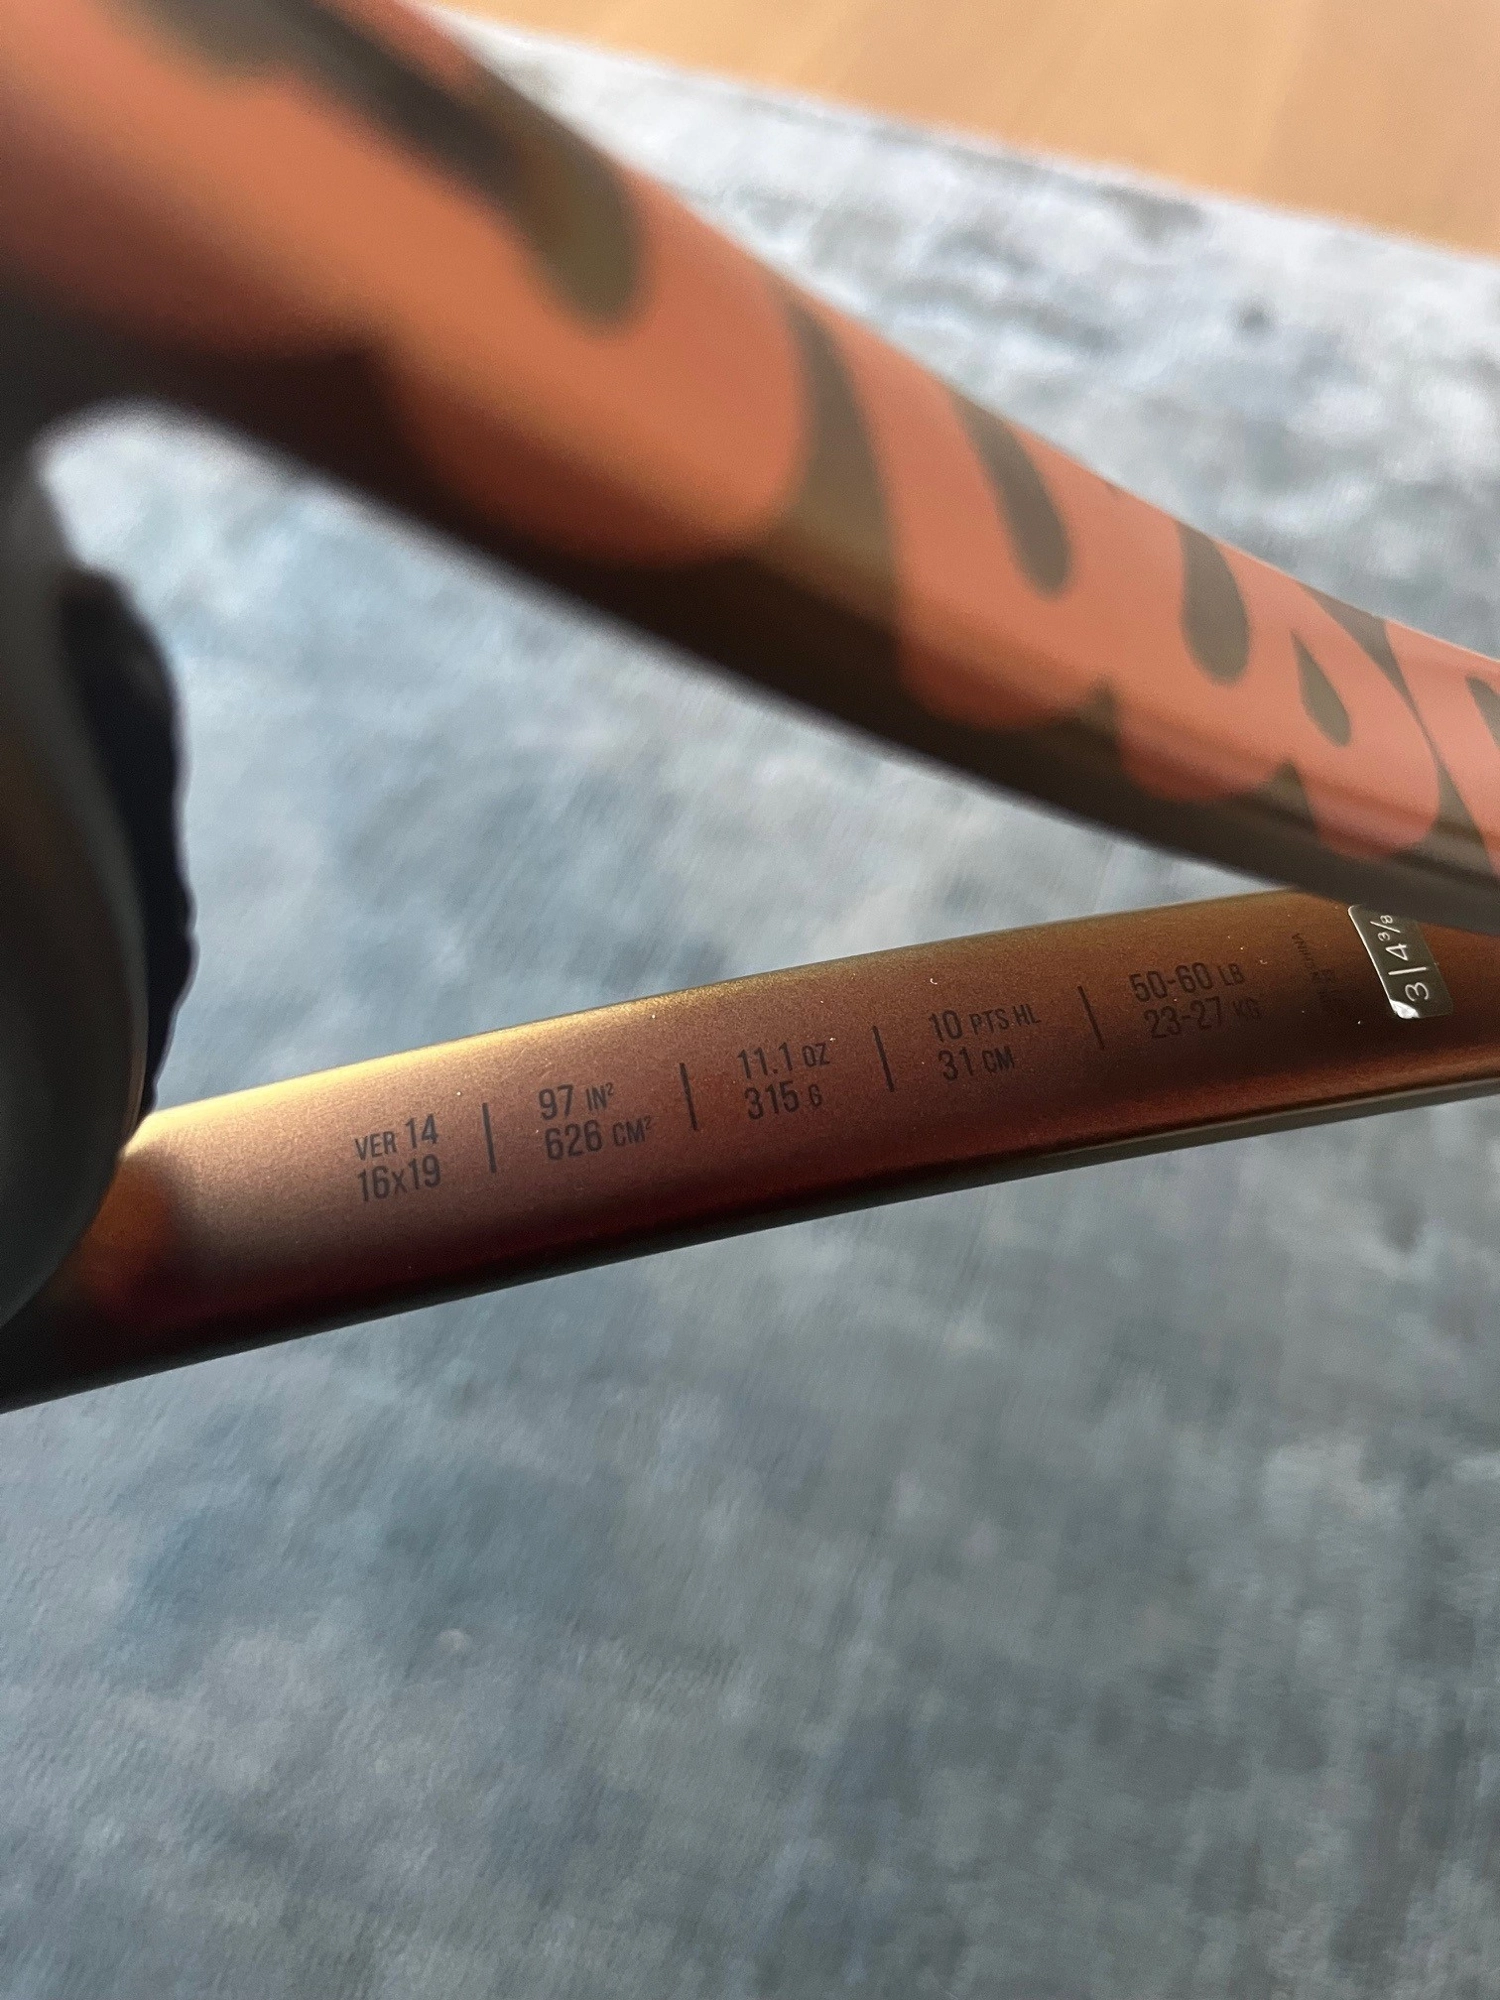 VER 14
16x19
97 IN²
626 CM²
11.1 OZ
315 G
10 PTS HL
31 CM
50-60 LB
23-27 KG
3|4 3/8